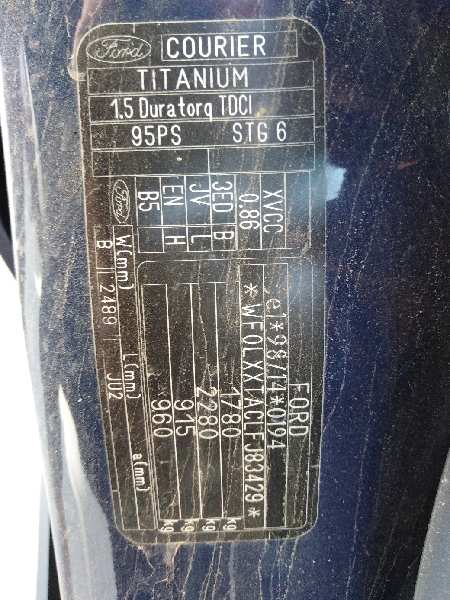 Ford COURIER
TITANIUM
1.5 Duratorq TDCI
95PS STG 6
XVCC
0.86
3ED B
JV L
EN H
B5
FORD
e1*98/14*0194
*WF0LXXTACLFJ83429*
1780 kg
2280 kg
915 kg
960 kg
Ford W(mm) L(mm) a(mm)
B 2489 JU2